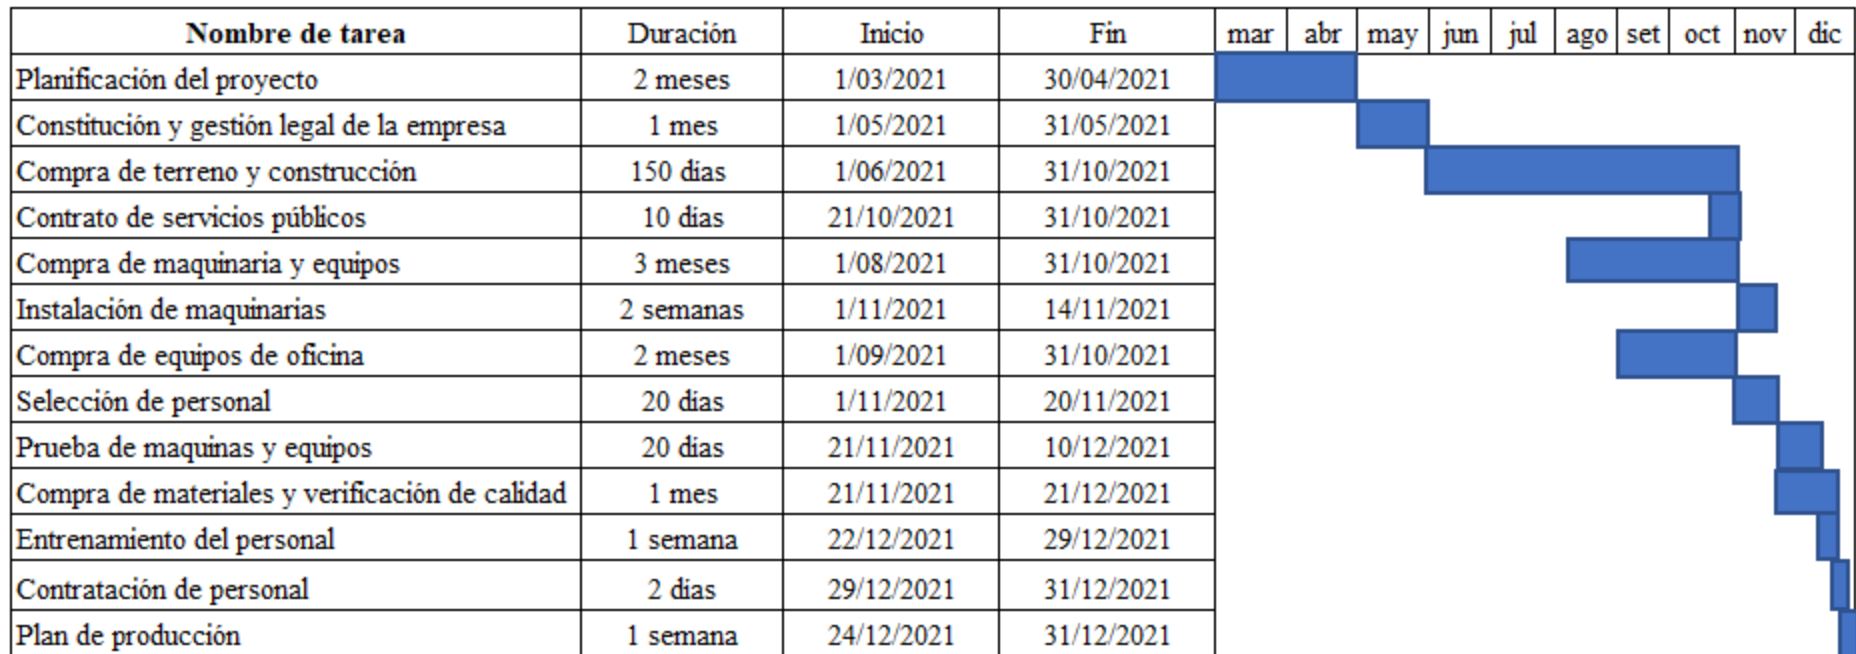 Nombre de tarea Duración Inicio Fin mar abr may jun jul ago set oct nov dic
Planificación del proyecto 2 meses 1/03/2021 30/04/2021
Constitución y gestión legal de la empresa 1 mes 1/05/2021 31/05/2021
Compra de terreno y construcción 150 días 1/06/2021 31/10/2021
Contrato de servicios públicos 10 días 21/10/2021 31/10/2021
Compra de maquinaria y equipos 3 meses 1/08/2021 31/10/2021
Instalación de maquinarias 2 semanas 1/11/2021 14/11/2021
Compra de equipos de oficina 2 meses 1/09/2021 31/10/2021
Selección de personal 20 días 1/11/2021 20/11/2021
Prueba de maquinas y equipos 20 días 21/11/2021 10/12/2021
Compra de materiales y verificación de calidad 1 mes 21/11/2021 21/12/2021
Entrenamiento del personal 1 semana 22/12/2021 29/12/2021
Contratación de personal 2 días 29/12/2021 31/12/2021
Plan de producción 1 semana 24/12/2021 31/12/2021